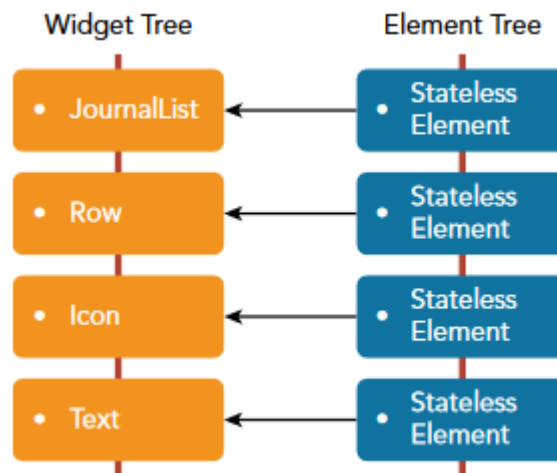 Widget Tree
Element Tree
• JournalList
• Stateless
Element
• Row
• Stateless
Element
• Icon
• Stateless
Element
• Text
• Stateless
Element